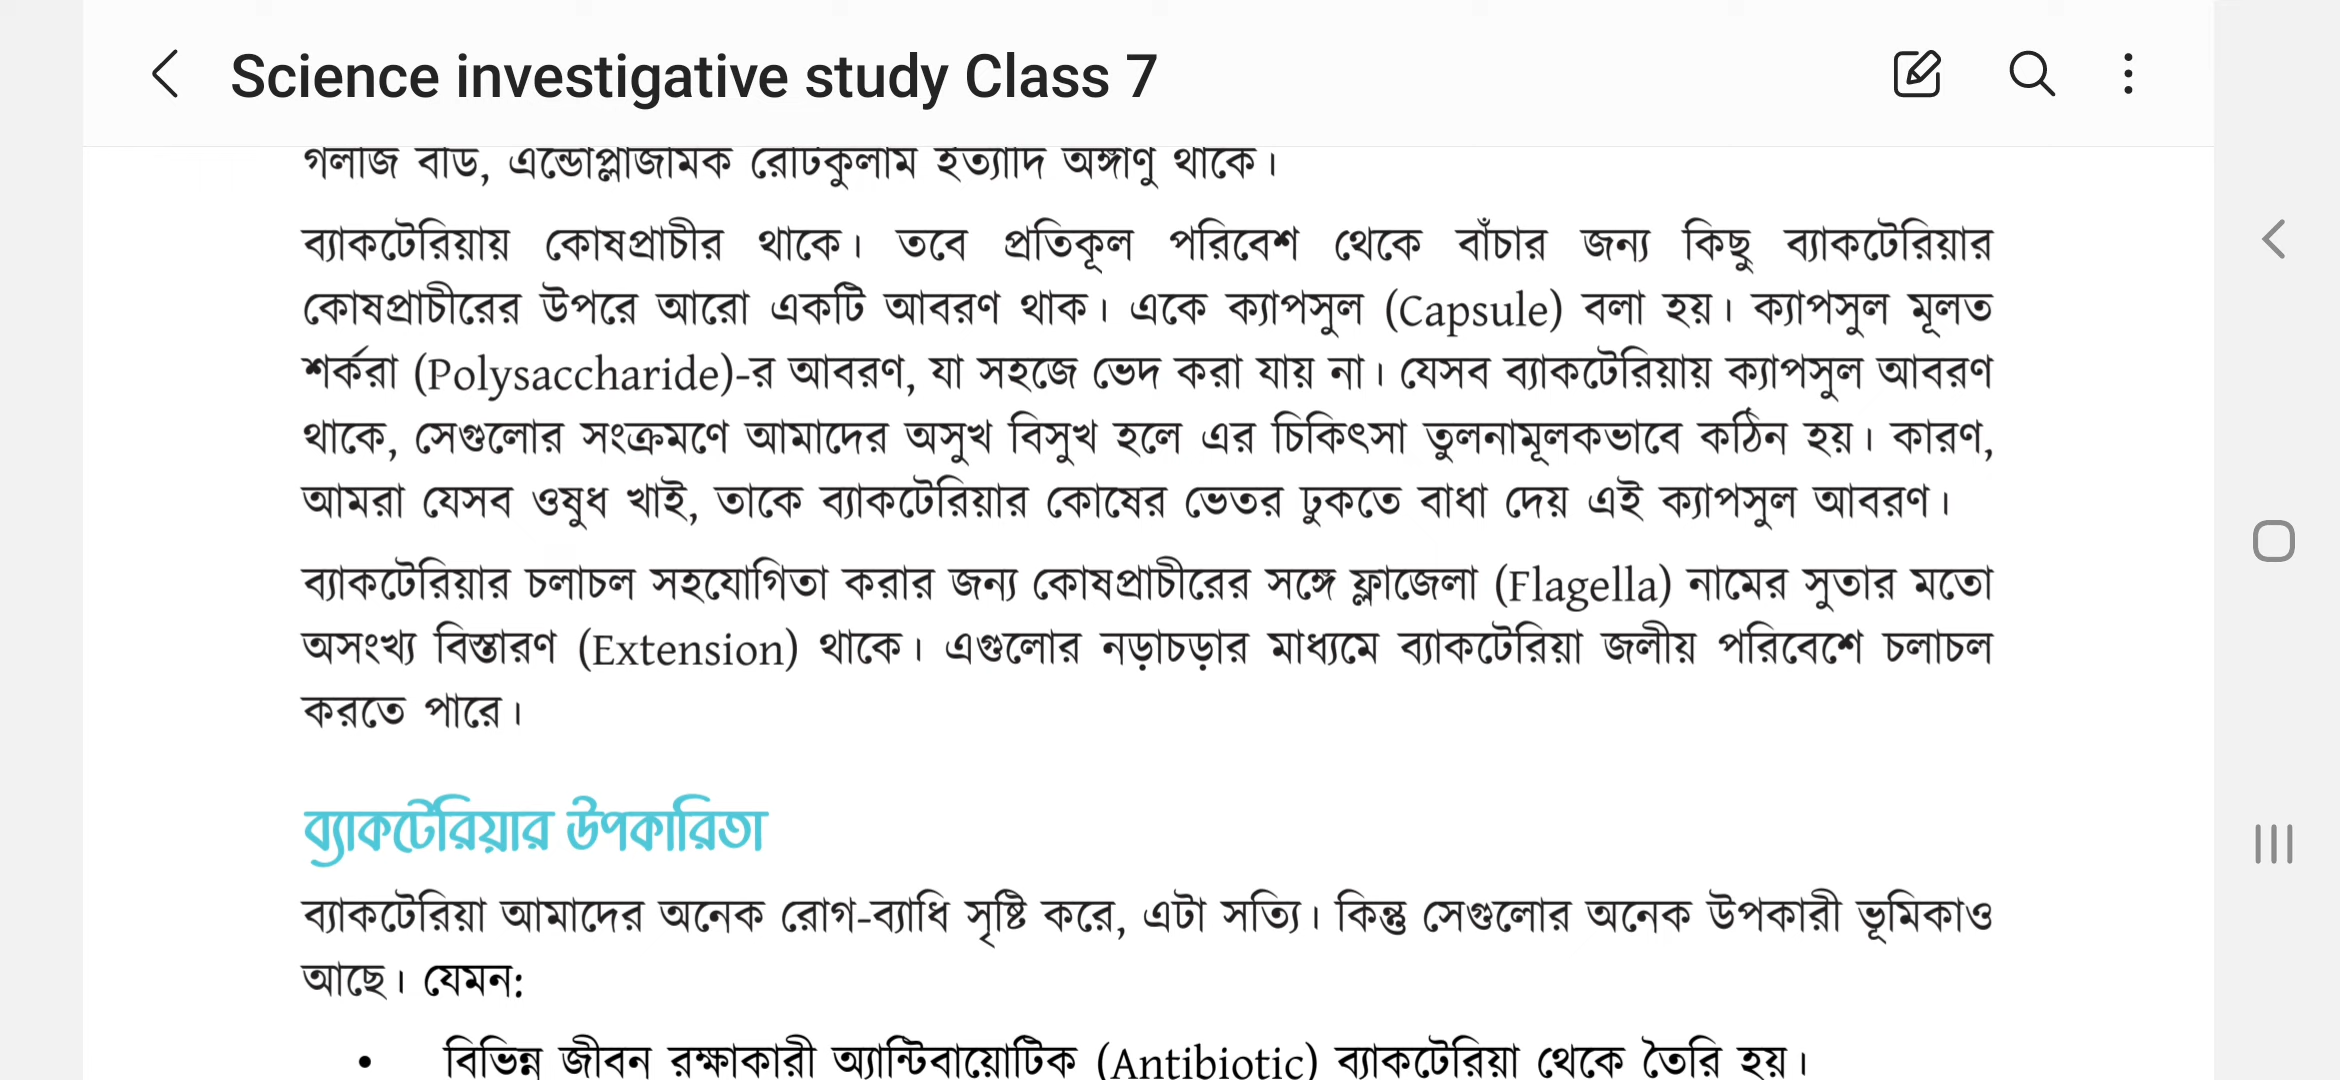 Science investigative study Class 7
গলজি বডি, এন্ডোপ্লাজমিক রেটিকুলাম ইত্যাদি অঙ্গাণু থাকে।
ব্যাকটেরিয়ায় কোষপ্রাচীর থাকে। তবে প্রতিকূল পরিবেশ থেকে বাঁচার জন্য কিছু ব্যাকটেরিয়ার
কোষপ্রাচীরের উপরে আরো একটি আবরণ থাক। একে ক্যাপসুল (Capsule) বলা হয়। ক্যাপসুল মূলত
শর্করা (Polysaccharide)-র আবরণ, যা সহজে ভেদ করা যায় না। যেসব ব্যাকটেরিয়ায় ক্যাপসুল আবরণ
থাকে, সেগুলোর সংক্রমণে আমাদের অসুখ বিসুখ হলে এর চিকিৎসা তুলনামূলকভাবে কঠিন হয়। কারণ,
আমরা যেসব ওষুধ খাই, তাকে ব্যাকটেরিয়ার কোষের ভেতর ঢুকতে বাধা দেয় এই ক্যাপসুল আবরণ।
ব্যাকটেরিয়ার চলাচল সহযোগিতা করার জন্য কোষপ্রাচীরের সঙ্গে ফ্লাজেলা (Flagella) নামের সুতার মতো
অসংখ্য বিস্তারণ (Extension) থাকে। এগুলোর নড়াচড়ার মাধ্যমে ব্যাকটেরিয়া জলীয় পরিবেশে চলাচল
করতে পারে।
ব্যাকটেরিয়ার উপকারিতা
ব্যাকটেরিয়া আমাদের অনেক রোগ-ব্যাধি সৃষ্টি করে, এটা সত্যি। কিন্তু সেগুলোর অনেক উপকারী ভূমিকাও
আছে। যেমন:
• বিভিন্ন জীবন রক্ষাকারী অ্যান্টিবায়োটিক (Antibiotic) ব্যাকটেরিয়া থেকে তৈরি হয়।